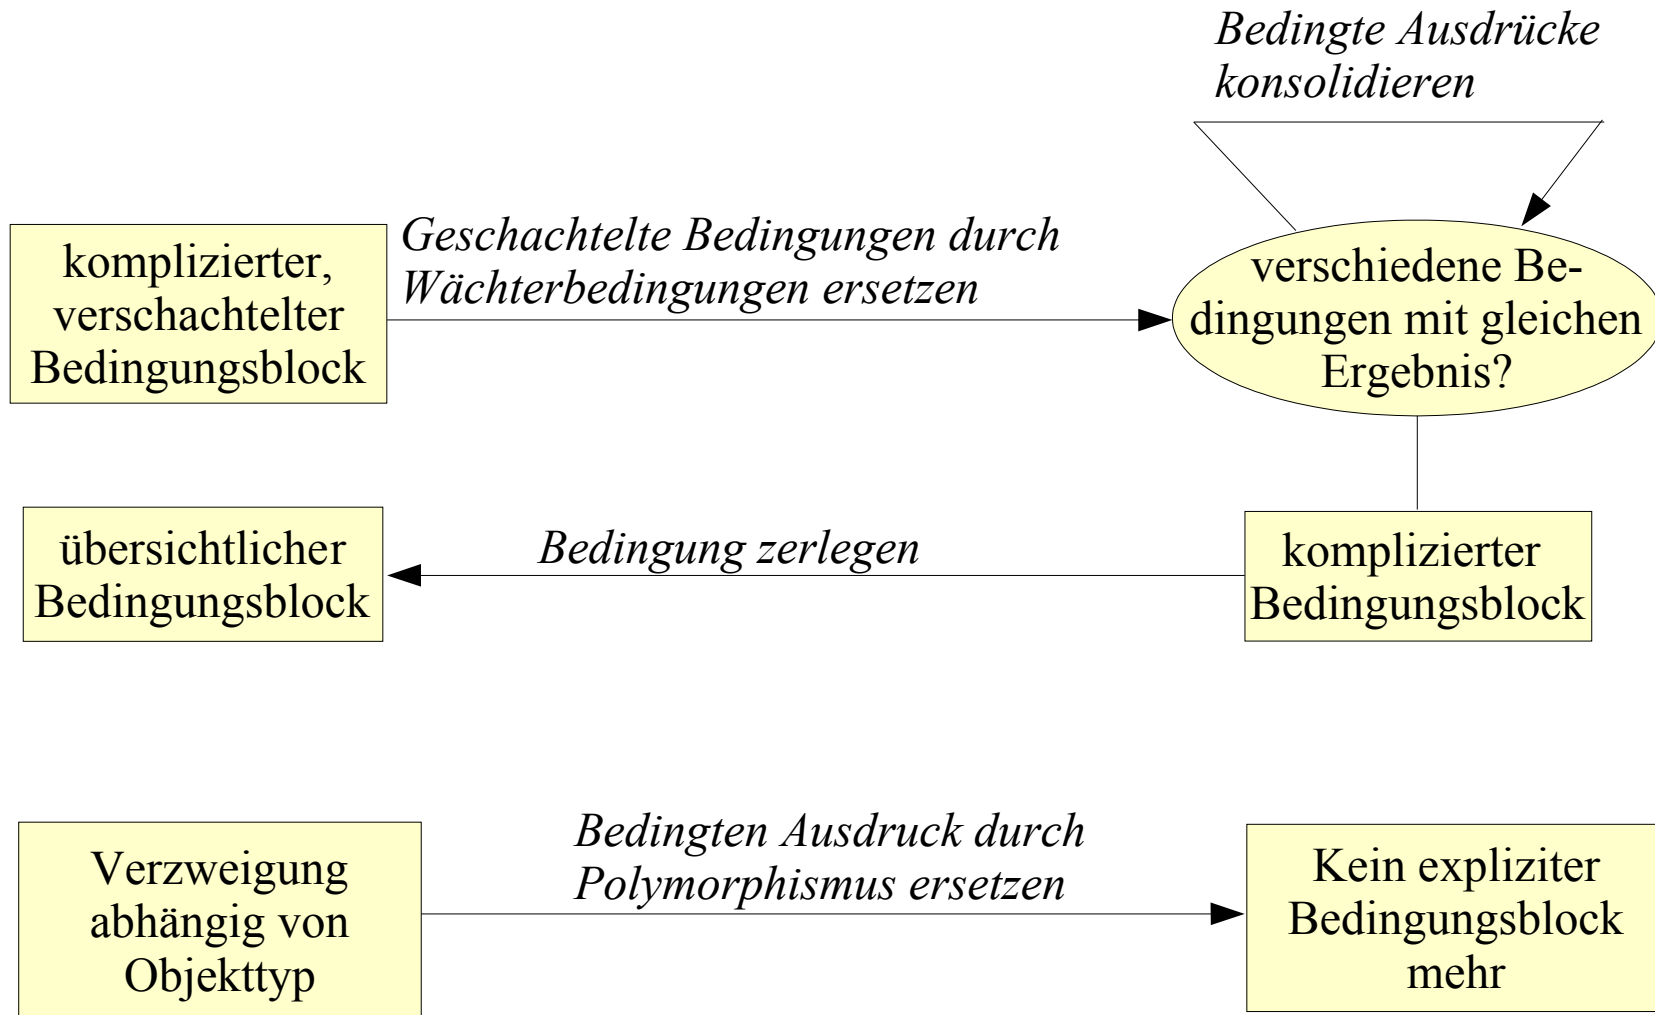 Bedingte Ausdrücke
konsolidieren
Geschachtelte Bedingungen durch
Wächterbedingungen ersetzen
komplizierter,
verschachtelter
Bedingungsblock
verschiedene Be-
dingungen mit gleichen
Ergebnis?
übersichtlicher
Bedingungsblock
Bedingung zerlegen
komplizierter
Bedingungsblock
Verzweigung
abhängig von
Objekttyp
Bedingten Ausdruck durch
Polymorphismus ersetzen
Kein expliziter
Bedingungsblock
mehr